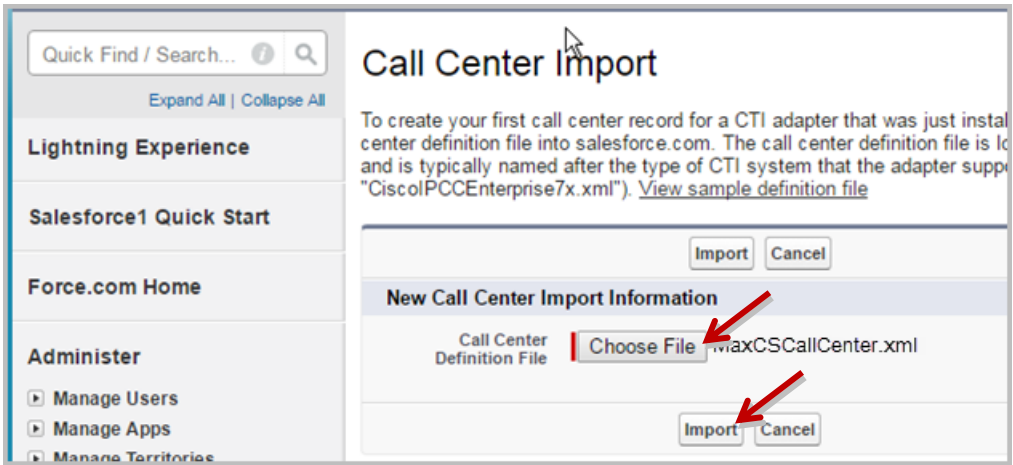 Quick Find / Search...
Expand All | Collapse All
Lightning Experience
Salesforce1 Quick Start
Force.com Home
Administer
Manage Users
Manage Apps
Manage Territories
Call Center Import
To create your first call center record for a CTI adapter that was just
center definition file into salesforce.com. The call center definition file is
and is typically named after the type of CTI system that the adapter
"CiscoIPCCEnterprise7x.xml"). View sample definition file
Import Cancel
New Call Center Import Information
Call Center
Definition File
Choose File MaxCSCallCenter.xml
Import Cancel